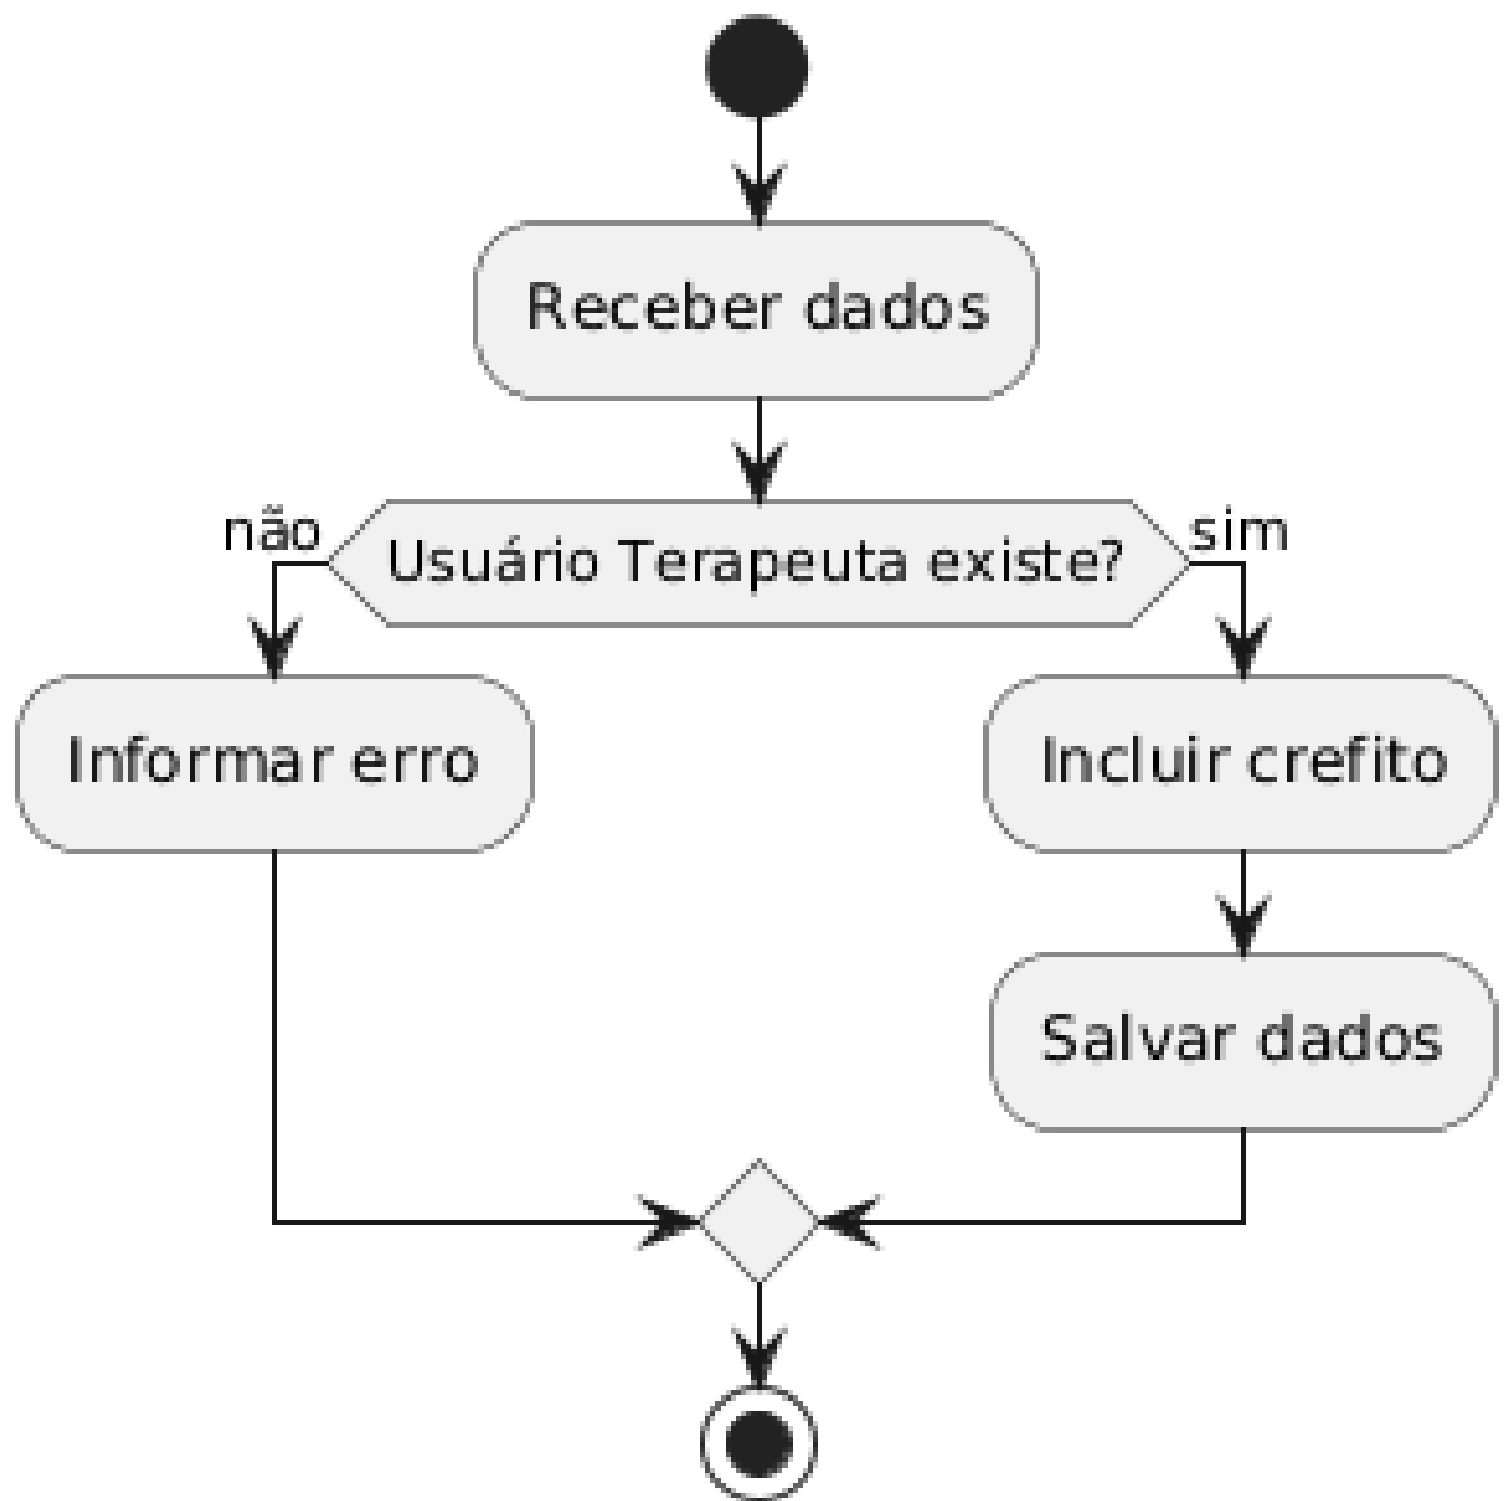 Receber dados
não
Usuário Terapeuta existe?
sim
Informar erro
Incluir crefito
Salvar dados